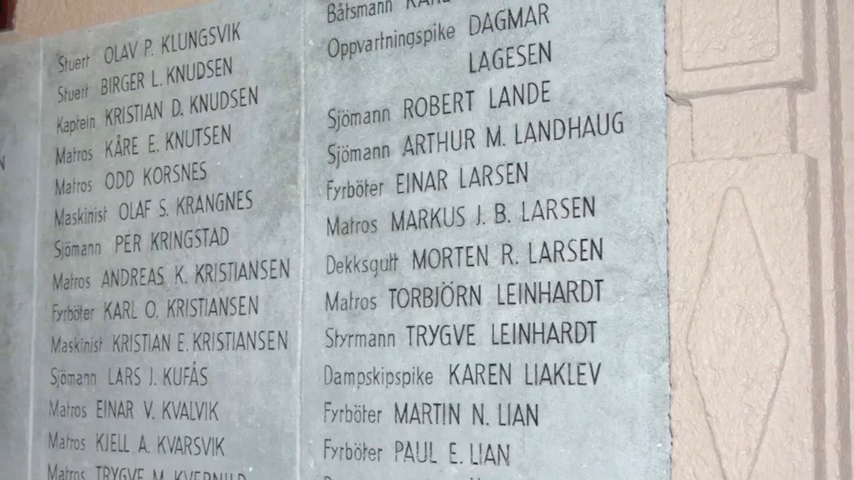 Stuert OLAV P. KLUNGSVIK
Stuert BIRGER L. KNUDSEN
Kaptein KRISTIAN D. KNUDSEN
Matros KÅRE E. KNUTSEN
Matros ODD KORSNES
Maskinist OLAF S. KRANGNES
Sjömann PER KRINGSTAD
Matros ANDREAS K. KRISTIANSEN
Fyrböter KARL O. KRISTIANSEN
Maskinist KRISTIAN E. KRISTIANSEN
Sjömann LARS J. KUFÅS
Matros EINAR V. KVALVIK
Matros KJELL A. KVARSVIK
Matros TRYGVE M. KVERNILD
Båtsmann
Oppvartningspike DAGMAR
LAGESEN
Sjömann ROBERT LANDE
Sjömann ARTHUR M. LANDHAUG
Fyrböter EINAR LARSEN
Matros MARKUS J. B. LARSEN
Dekksgutt MORTEN R. LARSEN
Matros TORBJÖRN LEINHARDT
Styrmann TRYGVE LEINHARDT
Dampskipspike KAREN LIAKLEV
Fyrböter MARTIN N. LIAN
Fyrböter PAUL E. LIAN